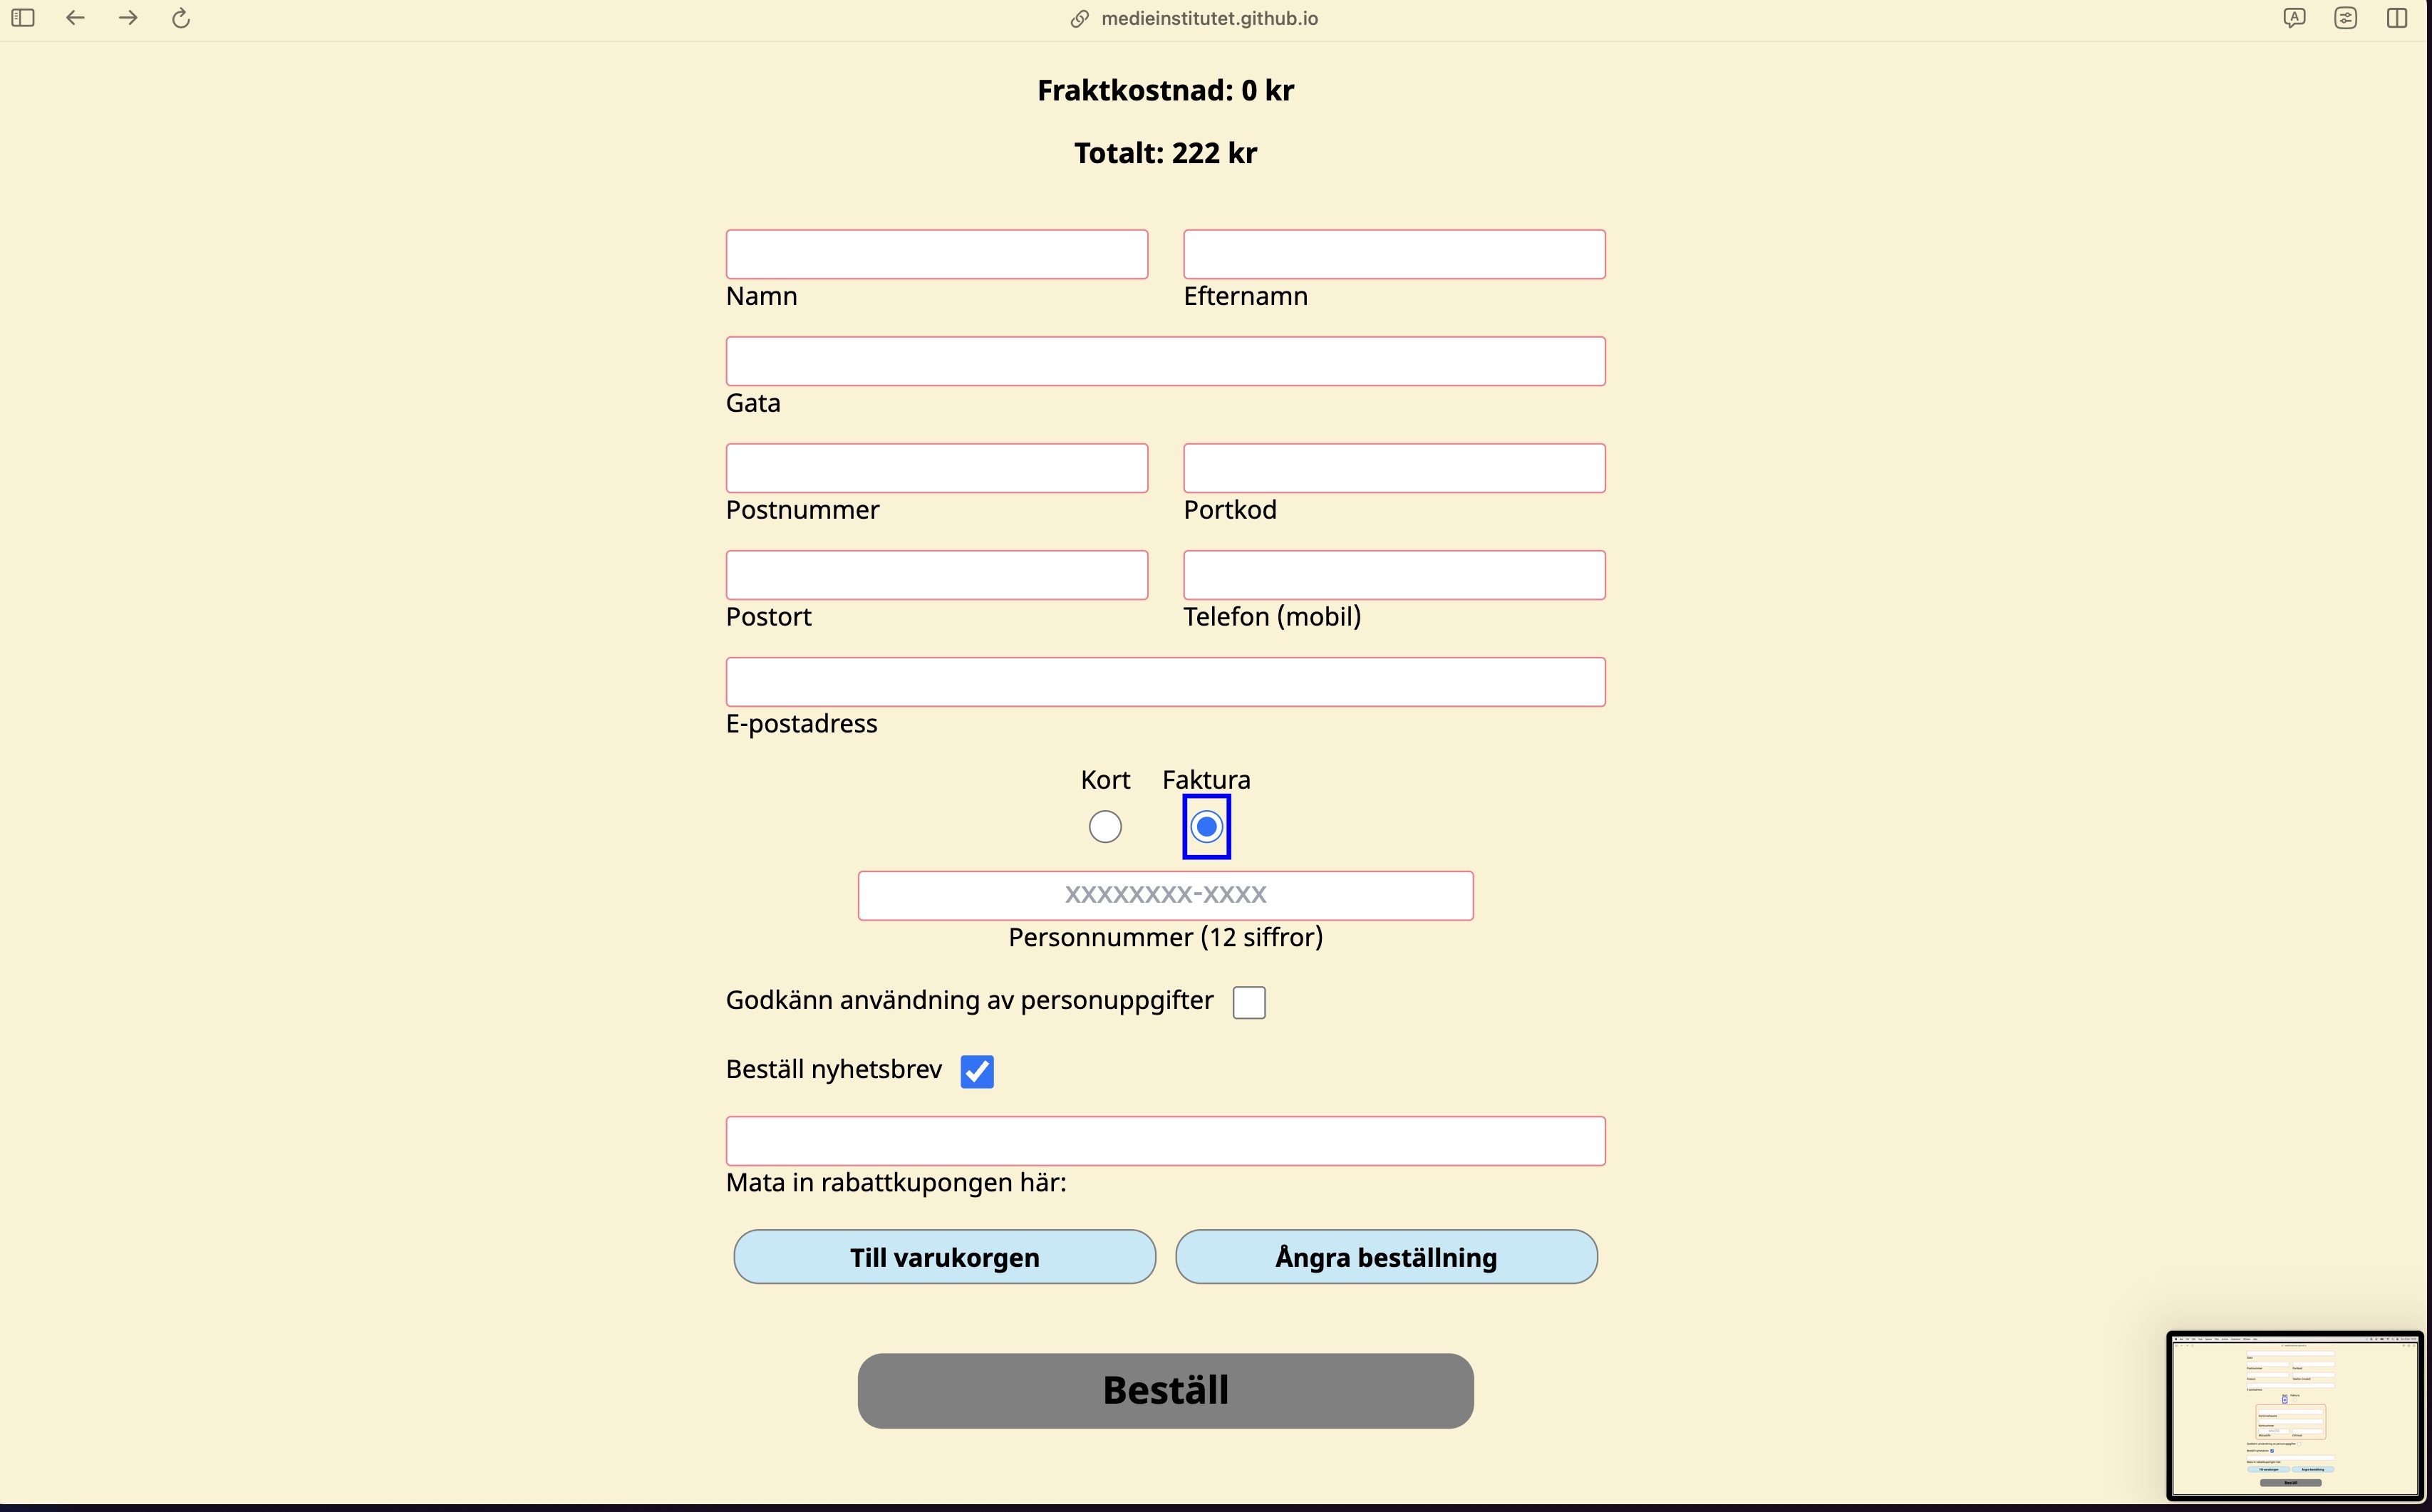 medieinstitutet.github.io
Fraktkostnad: 0 kr
Totalt: 222 kr
Namn
Efternamn
Gata
Postnummer
Portkod
Postort
Telefon (mobil)
E-postadress
Kort
Faktura
XXXXXXXX-XXXX
Personnummer (12 siffror)
Godkänn användning av personuppgifter
Beställ nyhetsbrev
Mata in rabattkupongen här:
Till varukorgen
Ångra beställning
Beställ